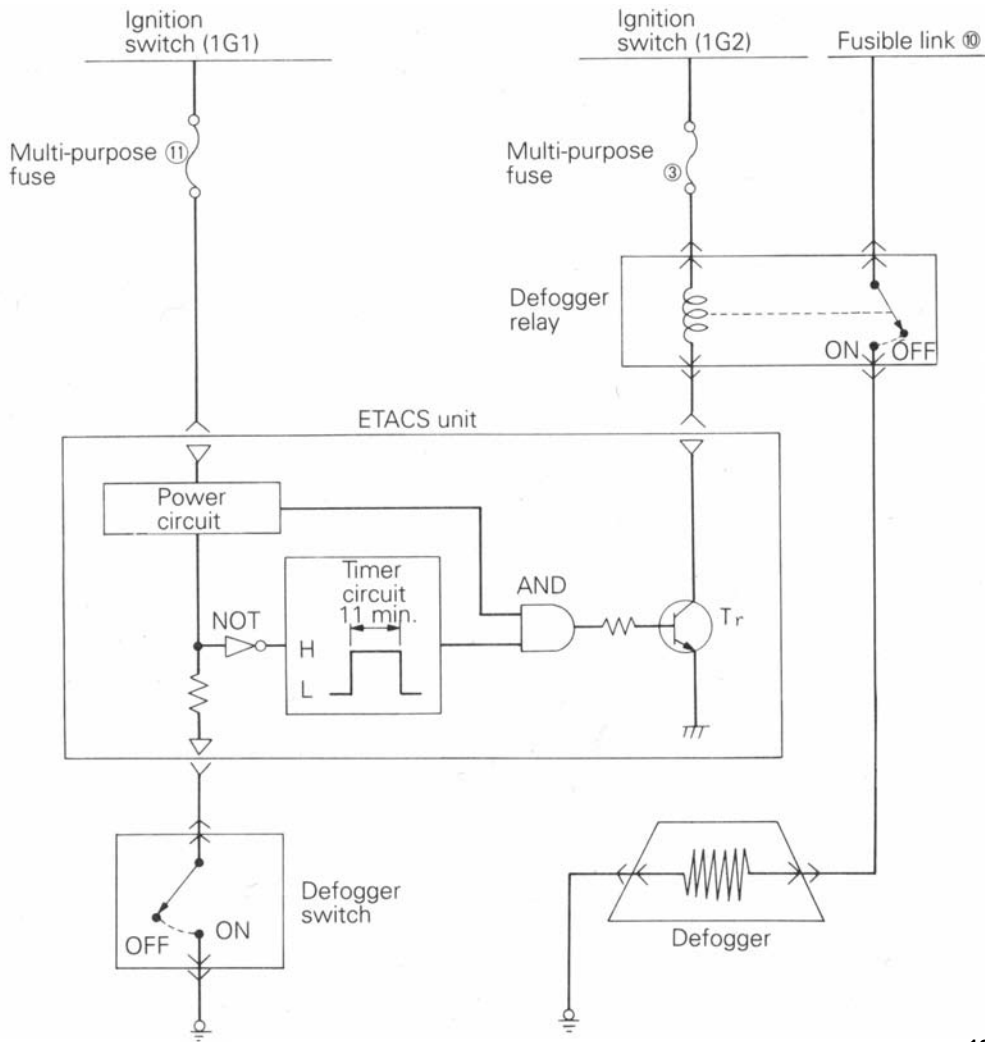 Ignition
switch (1G1)
Ignition
switch (1G2)
Fusible link ⑩
Multi-purpose ⑪
fuse
Multi-purpose
fuse ③
Defogger
relay
ON OFF
ETACS unit
Power
circuit
Timer
circuit
11 min.
AND
NOT
H
L
Tr
Defogger
switch
OFF ON
Defogger